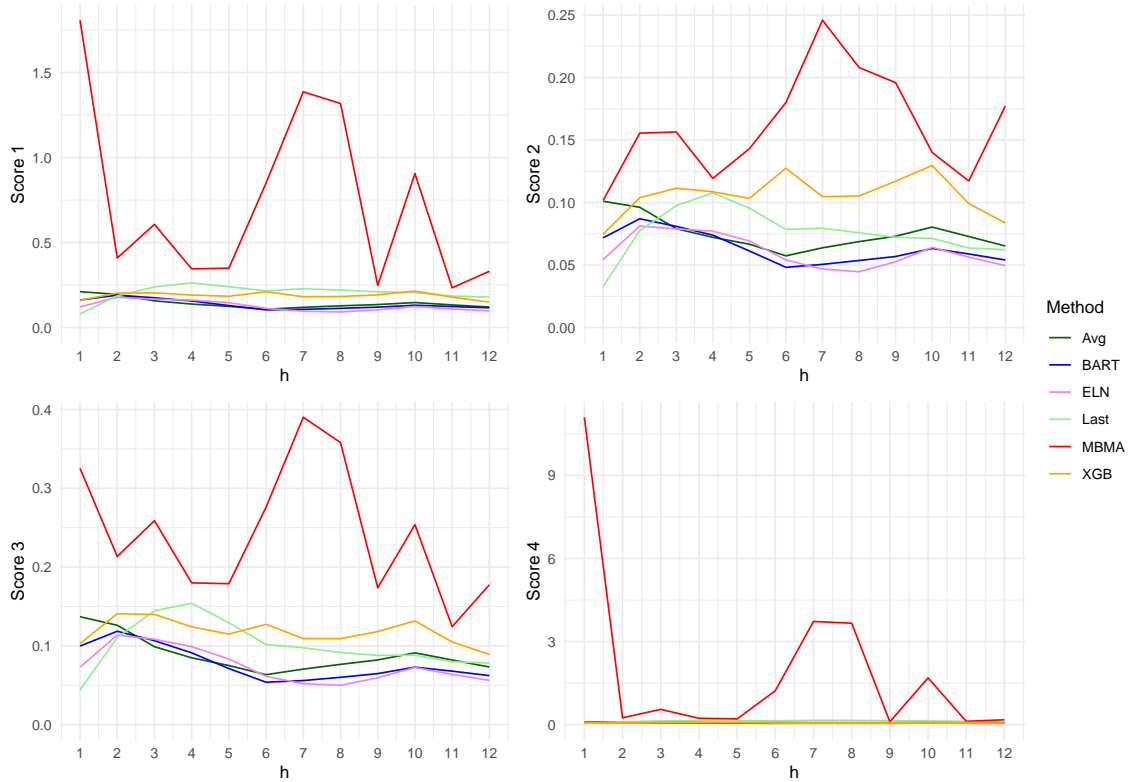 Score 1
1.5
1.0
0.5
0.0
1 2 3 4 5 6 7 8 9 10 11 12
h
Score 2
0.25
0.20
0.15
0.10
0.05
0.00
1 2 3 4 5 6 7 8 9 10 11 12
h
Score 3
0.4
0.3
0.2
0.1
0.0
1 2 3 4 5 6 7 8 9 10 11 12
h
Score 4
9
6
3
0
1 2 3 4 5 6 7 8 9 10 11 12
h
Method
Avg
BART
ELN
Last
MBMA
XGB